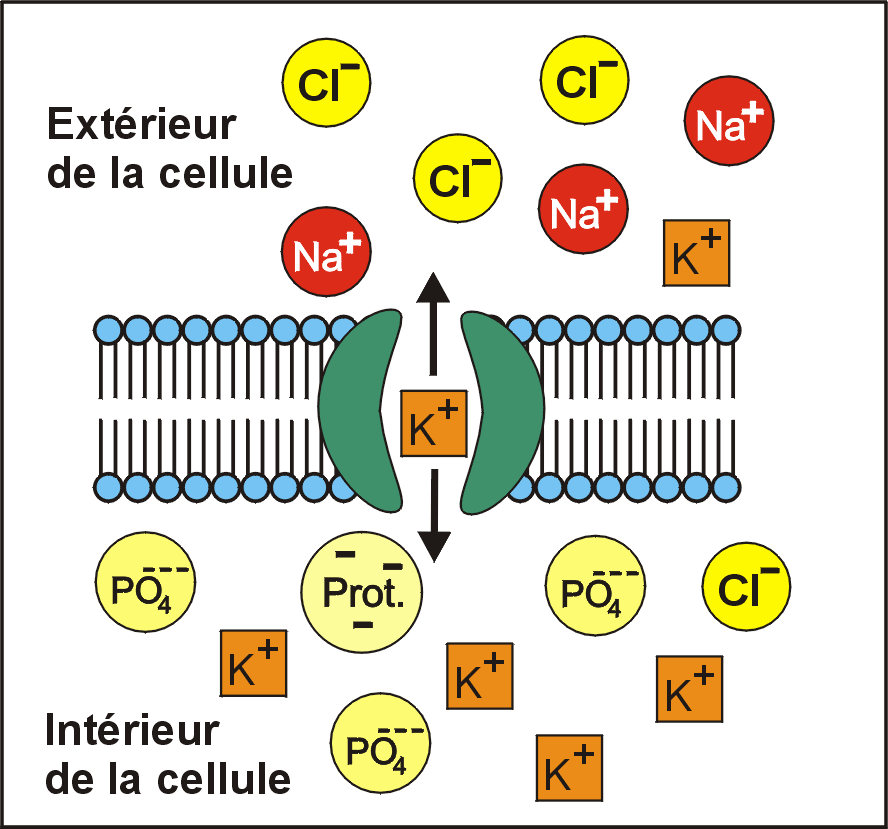 Cl⁻
Cl⁻
Na⁺
Extérieur
de la cellule
Cl⁻
Na⁺
Na⁺
K⁺
K⁺
PO₄⁻⁻⁻
– –
Prot.
–
PO₄⁻⁻⁻
Cl⁻
K⁺
K⁺
K⁺
Intérieur
de la cellule
PO₄⁻⁻⁻
K⁺